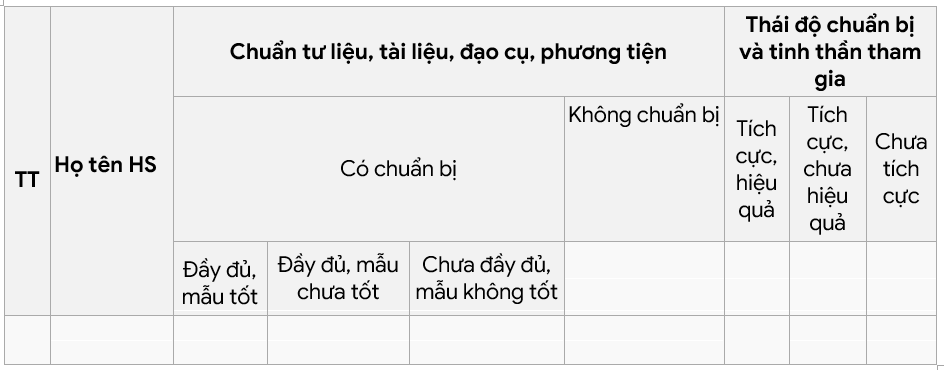 TT
Họ tên HS
Chuẩn tư liệu, tài liệu, đạo cụ, phương tiện
Thái độ chuẩn bị
và tinh thần tham
gia
Có chuẩn bị
Không chuẩn bị
Tích
cực,
hiệu
quả
Tích
cực,
chưa
hiệu
quả
Chưa
tích
cực
Đầy đủ,
mẫu tốt
Đầy đủ, mẫu
chưa tốt
Chưa đầy đủ,
mẫu không tốt